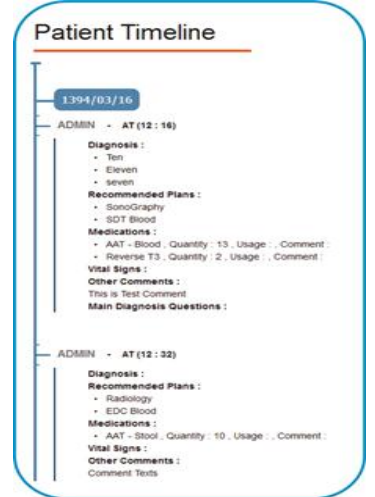 Patient Timeline
1394/03/16
ADMIN - AT (12 : 16)
Diagnosis :
• Ten
• Eleven
• seven
Recommended Plans :
• SonoGraphy
• SDT Blood
Medications :
• AAT - Blood , Quantity : 13 , Usage : , Comment :
• Reverse T3 , Quantity : 2 , Usage : , Comment :
Vital Signs :
Other Comments :
This is Test Comment
Main Diagnosis Questions :
ADMIN - AT (12 : 32)
Diagnosis :
Recommended Plans :
• Radiology
• EDC Blood
Medications :
• AAT - Stool , Quantity : 10 , Usage : , Comment :
Vital Signs :
Other Comments :
Comment Texts